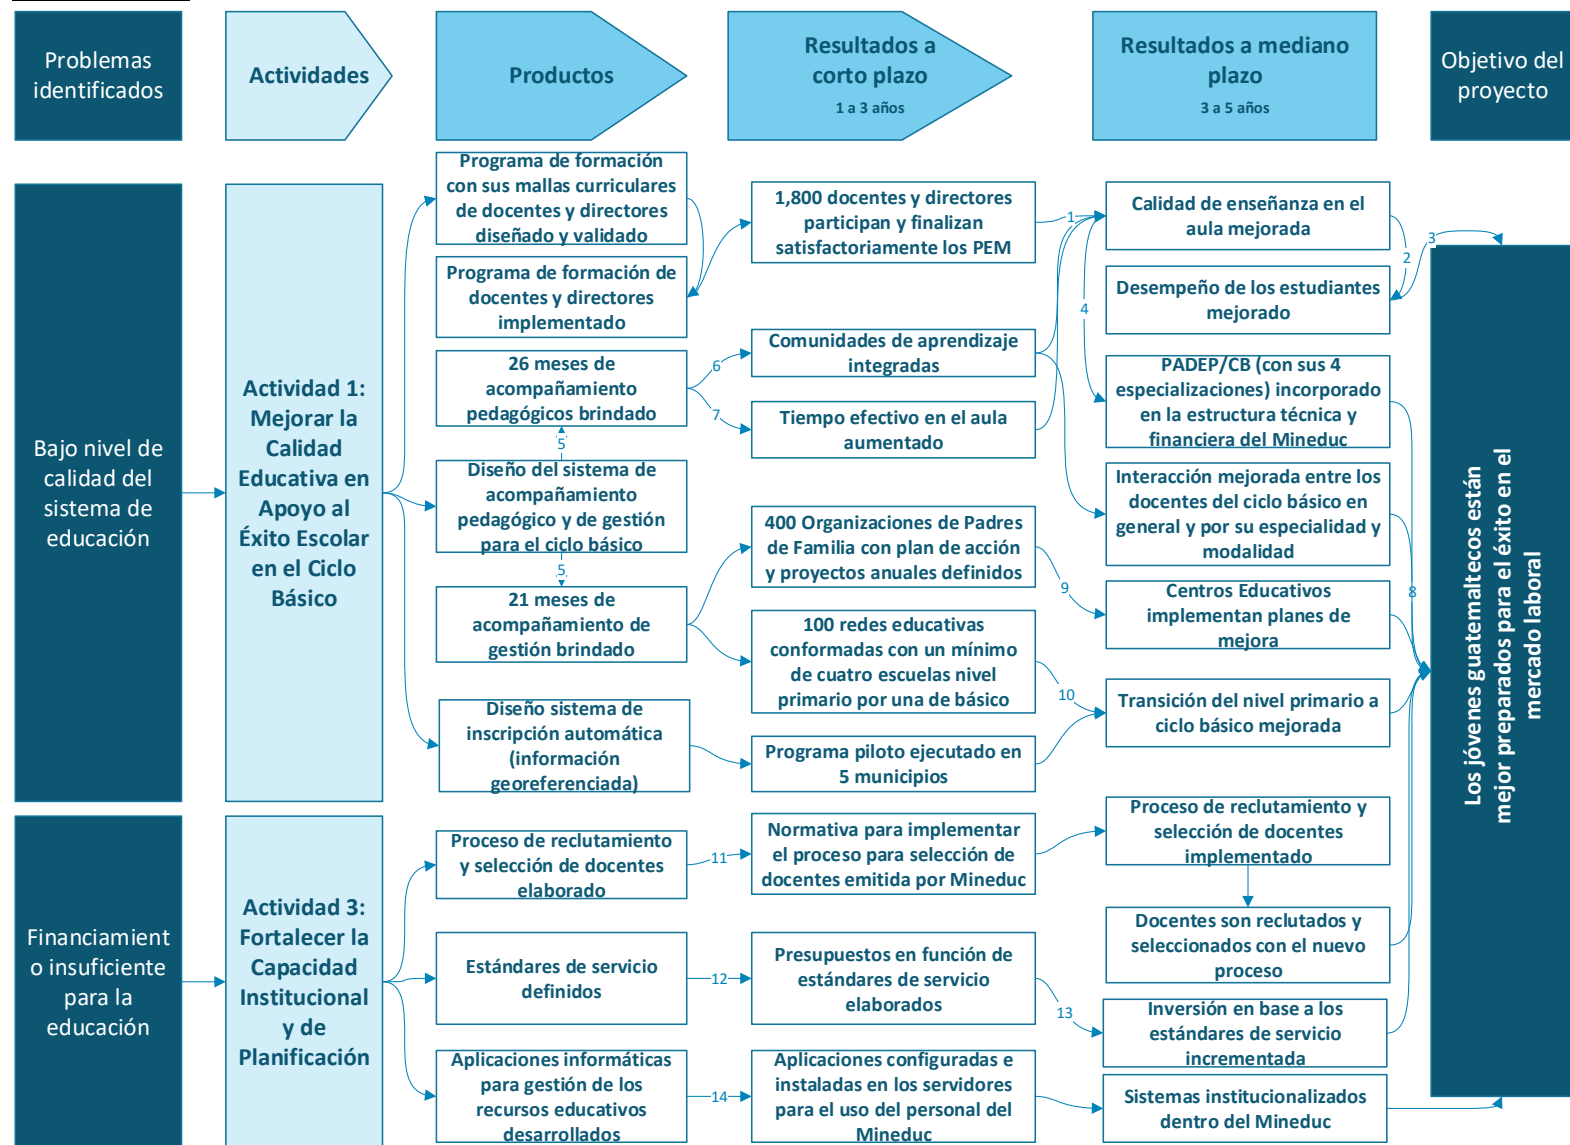 Problemas
identificados
Actividades
Productos
Resultados a
corto plazo
1 a 3 años
Resultados a mediano
plazo
3 a 5 años
Objetivo del
proyecto
Bajo nivel de
calidad del
sistema de
educación
Actividad 1:
Mejorar la
Calidad
Educativa en
Apoyo al
Éxito Escolar
en el Ciclo
Básico
Programa de formación
con sus mallas curriculares
de docentes y directores
diseñado y validado
Programa de formación de
docentes y directores
implementado
26 meses de
acompañamiento
pedagógicos brindado
5
Diseño del sistema de
acompañamiento
pedagógico y de gestión
para el ciclo básico
5
21 meses de
acompañamiento de
gestión brindado
Diseño sistema de
inscripción automática
(información
georeferenciada)
6
7
1,800 docentes y directores
participan y finalizan
satisfactoriamente los PEM
Comunidades de aprendizaje
integradas
Tiempo efectivo en el aula
aumentado
400 Organizaciones de Padres
de Familia con plan de acción
y proyectos anuales definidos
100 redes educativas
conformadas con un mínimo
de cuatro escuelas nivel
primario por una de básico
Programa piloto ejecutado en
5 municipios
1
4
9
10
Calidad de enseñanza en el
aula mejorada
Desempeño de los estudiantes
mejorado
PADEP/CB (con sus 4
especializaciones) incorporado
en la estructura técnica y
financiera del Mineduc
Interacción mejorada entre los
docentes del ciclo básico en
general y por su especialidad y
modalidad
Centros Educativos
implementan planes de
mejora
Transición del nivel primario a
ciclo básico mejorada
2
3
8
Los jóvenes guatemaltecos están
mejor preparados para el éxito en el
mercado laboral
Financiamient
o insuficiente
para la
educación
Actividad 3:
Fortalecer la
Capacidad
Institucional
y de
Planificación
Proceso de reclutamiento
y selección de docentes
elaborado
11
Normativa para implementar
el proceso para selección de
docentes emitida por Mineduc
Proceso de reclutamiento y
selección de docentes
implementado
Docentes son reclutados y
seleccionados con el nuevo
proceso
Estándares de servicio
definidos
12
Presupuestos en función de
estándares de servicio
elaborados
13
Inversión en base a los
estándares de servicio
incrementada
Aplicaciones informáticas
para gestión de los
recursos educativos
desarrollados
14
Aplicaciones configuradas e
instaladas en los servidores
para el uso del personal del
Mineduc
Sistemas institucionalizados
dentro del Mineduc